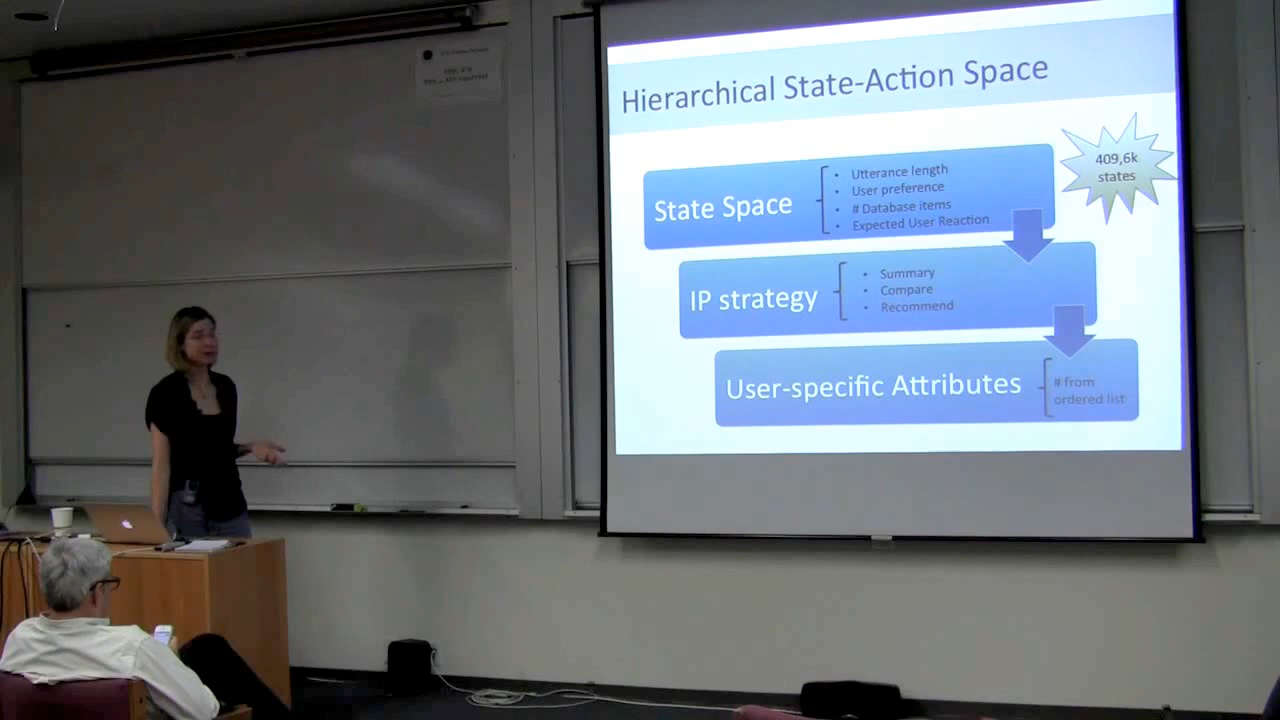 Hierarchical State-Action Space
409,6k
states
State Space
• Utterance length
• User preference
• # Database items
• Expected User Reaction
IP strategy
• Summary
• Compare
• Recommend
User-specific Attributes
# from
ordered list